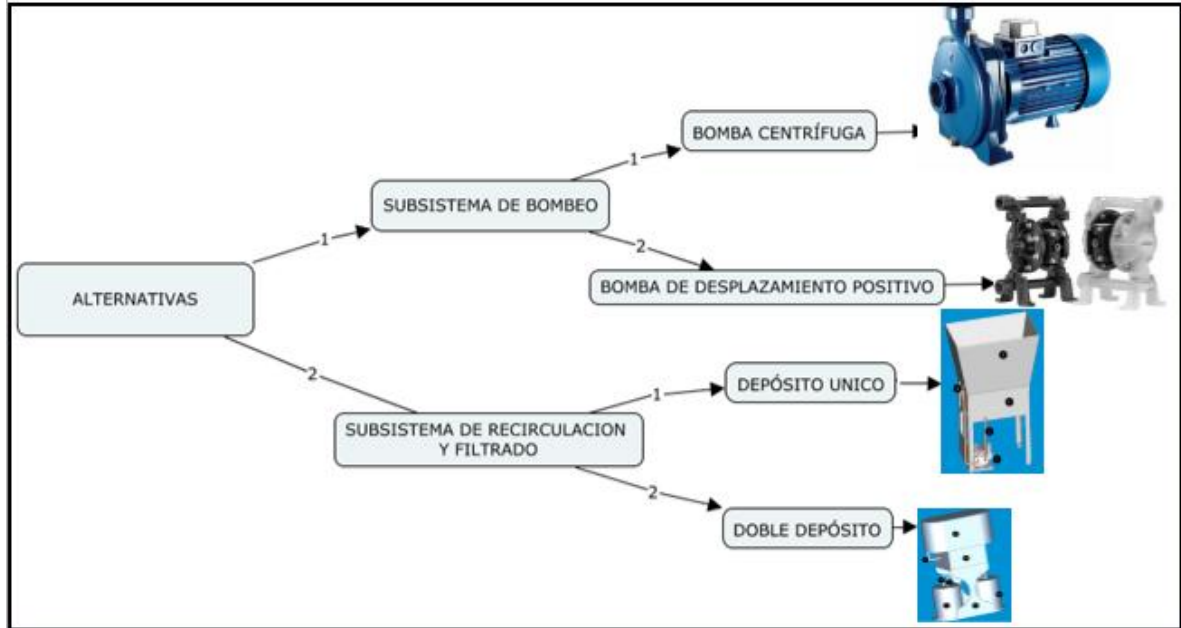 BOMBA CENTRÍFUGA
1
SUBSISTEMA DE BOMBEO
1
2
ALTERNATIVAS
BOMBA DE DESPLAZAMIENTO POSITIVO
2
1
DEPÓSITO UNICO
SUBSISTEMA DE RECIRCULACION
Y FILTRADO
2
DOBLE DEPÓSITO